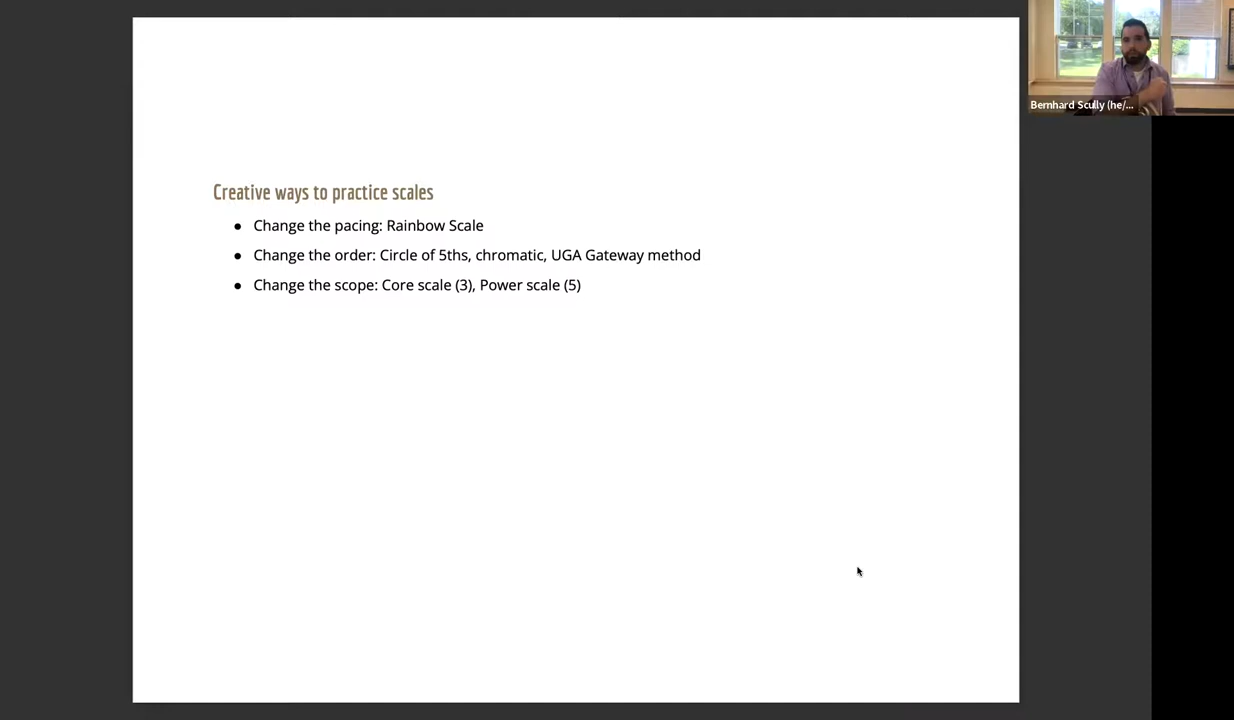 Bernhard Scully (he/...
Creative ways to practice scales
● Change the pacing: Rainbow Scale
● Change the order: Circle of 5ths, chromatic, UGA Gateway method
● Change the scope: Core scale (3), Power scale (5)